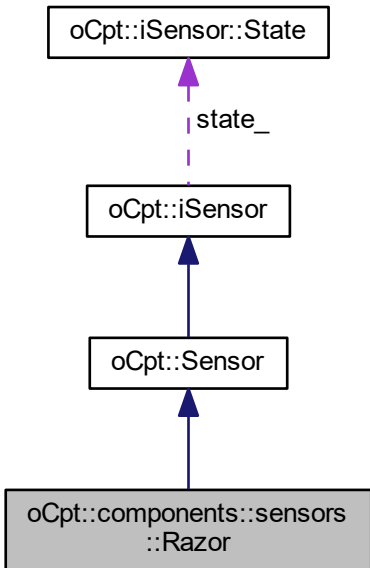 oCpt::iSensor::State
state_
oCpt::iSensor
oCpt::Sensor
oCpt::components::sensors
::Razor